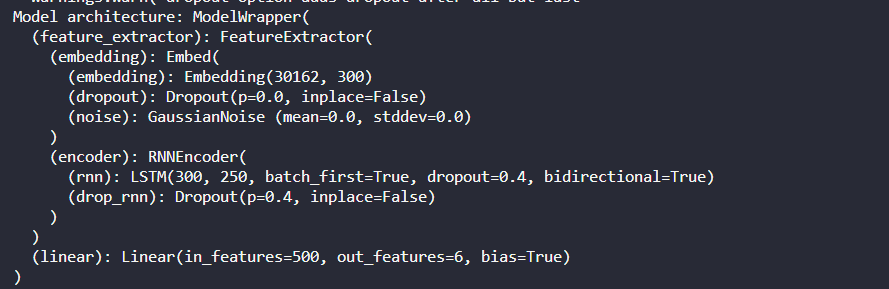 warnings.warn("dropout option adds dropout after all but last
Model architecture: ModelWrapper(
  (feature_extractor): FeatureExtractor(
    (embedding): Embed(
      (embedding): Embedding(30162, 300)
      (dropout): Dropout(p=0.0, inplace=False)
      (noise): GaussianNoise (mean=0.0, stddev=0.0)
    )
    (encoder): RNNEncoder(
      (rnn): LSTM(300, 250, batch_first=True, dropout=0.4, bidirectional=True)
      (drop_rnn): Dropout(p=0.4, inplace=False)
    )
  )
  (linear): Linear(in_features=500, out_features=6, bias=True)
)